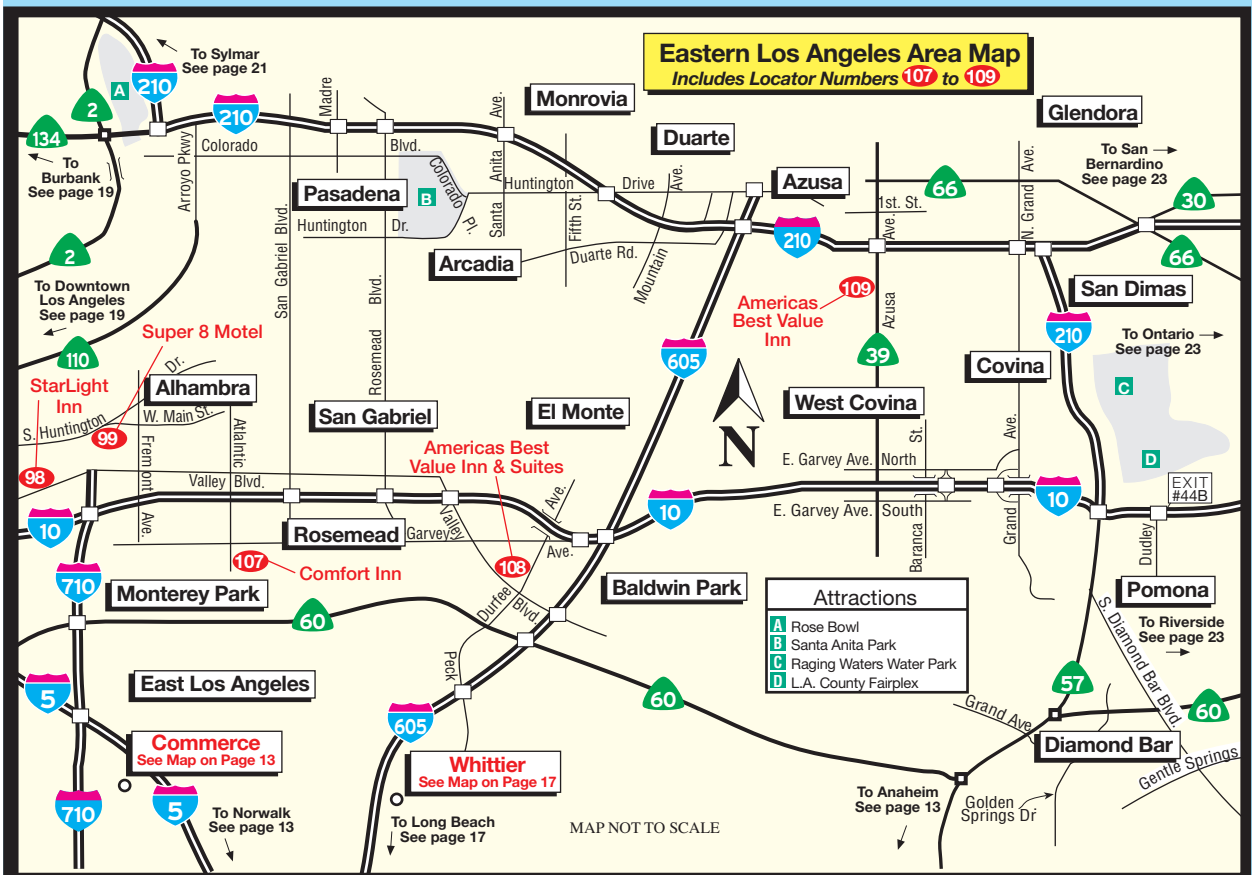 Eastern Los Angeles Area Map
Includes Locator Numbers 107 to 109
To Sylmar
See page 21
A
210
2
210
134
To
Burbank
See page 19
Colorado
Blvd.
Madre
Arroyo Pkwy
San Gabriel Blvd.
Rosemead Blvd.
Santa Anita Ave.
Monrovia
Duarte
Glendora
Pasadena
B
Colorado Pl.
Huntington Drive
Huntington Dr.
Fifth St.
Mountain Ave.
Duarte Rd.
Arcadia
Azusa
66
1st. St.
N. Grand Ave.
To San
Bernardino
See page 23
30
66
210
2
To Downtown
Los Angeles
See page 19
110
Super 8 Motel
StarLight
Inn
Alhambra
S. Huntington Dr.
W. Main St.
99
98
Fremont Ave.
Atlaintic
Blvd.
Valley
San Gabriel
El Monte
605
Americas
Best Value
Inn
109
Azusa Ave.
39
N
San Dimas
210
To Ontario
See page 23
C
D
Covina
West Covina
E. Garvey Ave. North
E. Garvey Ave. South
St.
Baranca
Ave.
Grand
Americas Best
Value Inn & Suites
Ave.
10
10
10
EXIT
#44B
Dudley
Rosemead
Garvey
Ave.
Valley
Blvd.
107
Comfort Inn
108
Durfee
Peck
710
Monterey Park
60
Baldwin Park
Attractions
A Rose Bowl
B Santa Anita Park
C Raging Waters Water Park
D L.A. County Fairplex
Pomona
To Riverside
See page 23
S. Diamond Bar Blvd.
East Los Angeles
5
60
57
60
Grand Ave
Diamond Bar
Gentle Springs
Commerce
See Map on Page 13
605
Whittier
See Map on Page 17
710
5
To Norwalk
See page 13
To Long Beach
See page 17
MAP NOT TO SCALE
To Anaheim
See page 13
Golden
Springs Dr